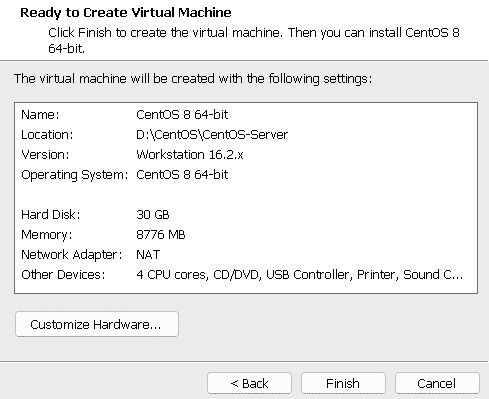 Ready to Create Virtual Machine
Click Finish to create the virtual machine. Then you can install CentOS 8
64-bit.
The virtual machine will be created with the following settings:
Name: CentOS 8 64-bit
Location: D:\CentOS\CentOS-Server
Version: Workstation 16.2.x
Operating System: CentOS 8 64-bit
Hard Disk: 30 GB
Memory: 8776 MB
Network Adapter: NAT
Other Devices: 4 CPU cores, CD/DVD, USB Controller, Printer, Sound C...
Customize Hardware...
< Back Finish Cancel